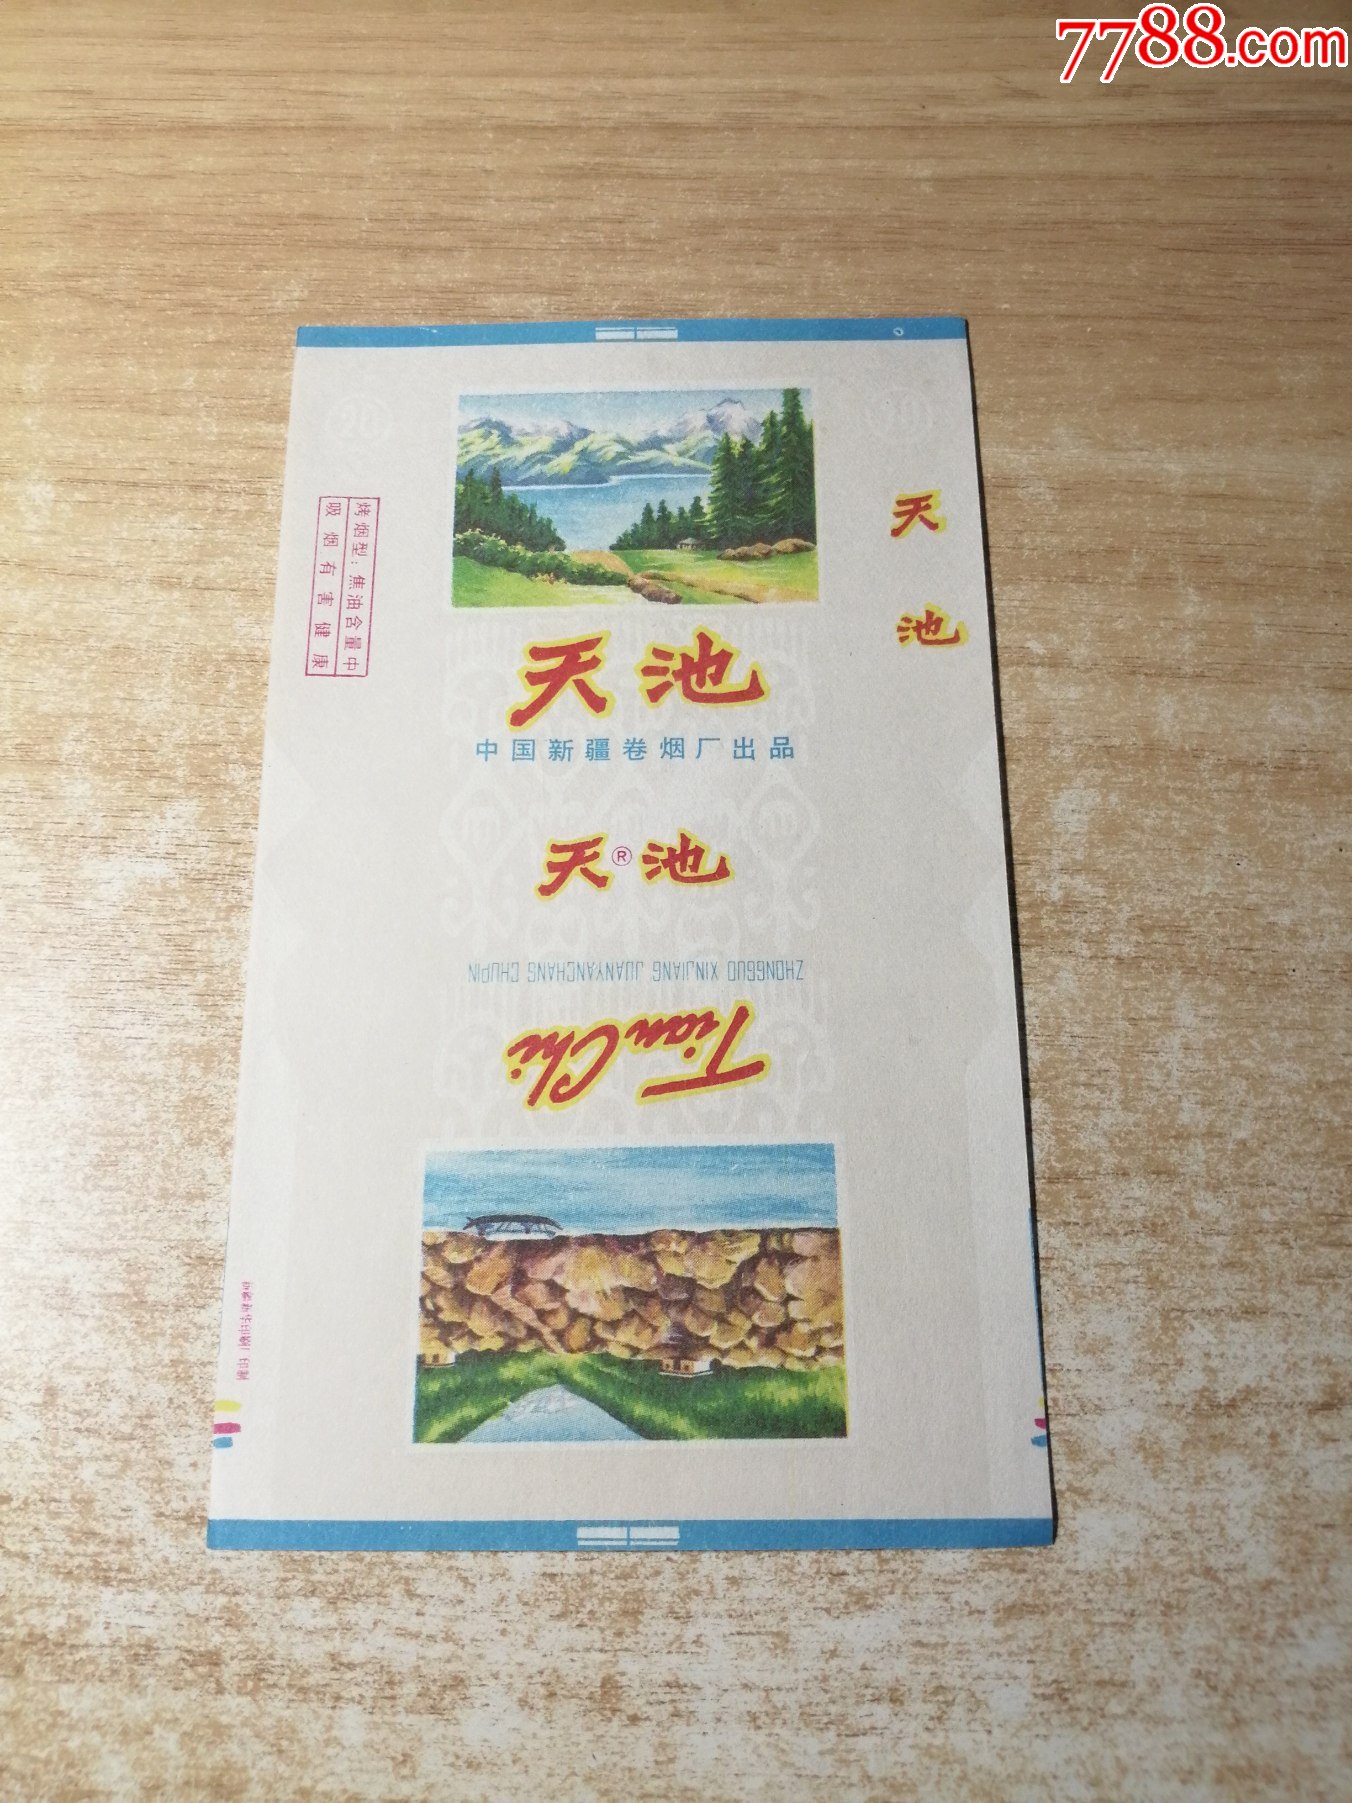 7788.com
天池
中国新疆卷烟厂出品
天®池
ZHONGGUO XINJIANG JUANYANCHANG CHUPIN
Tian Chi
天池
烤烟型：焦油含量中
吸烟有害健康